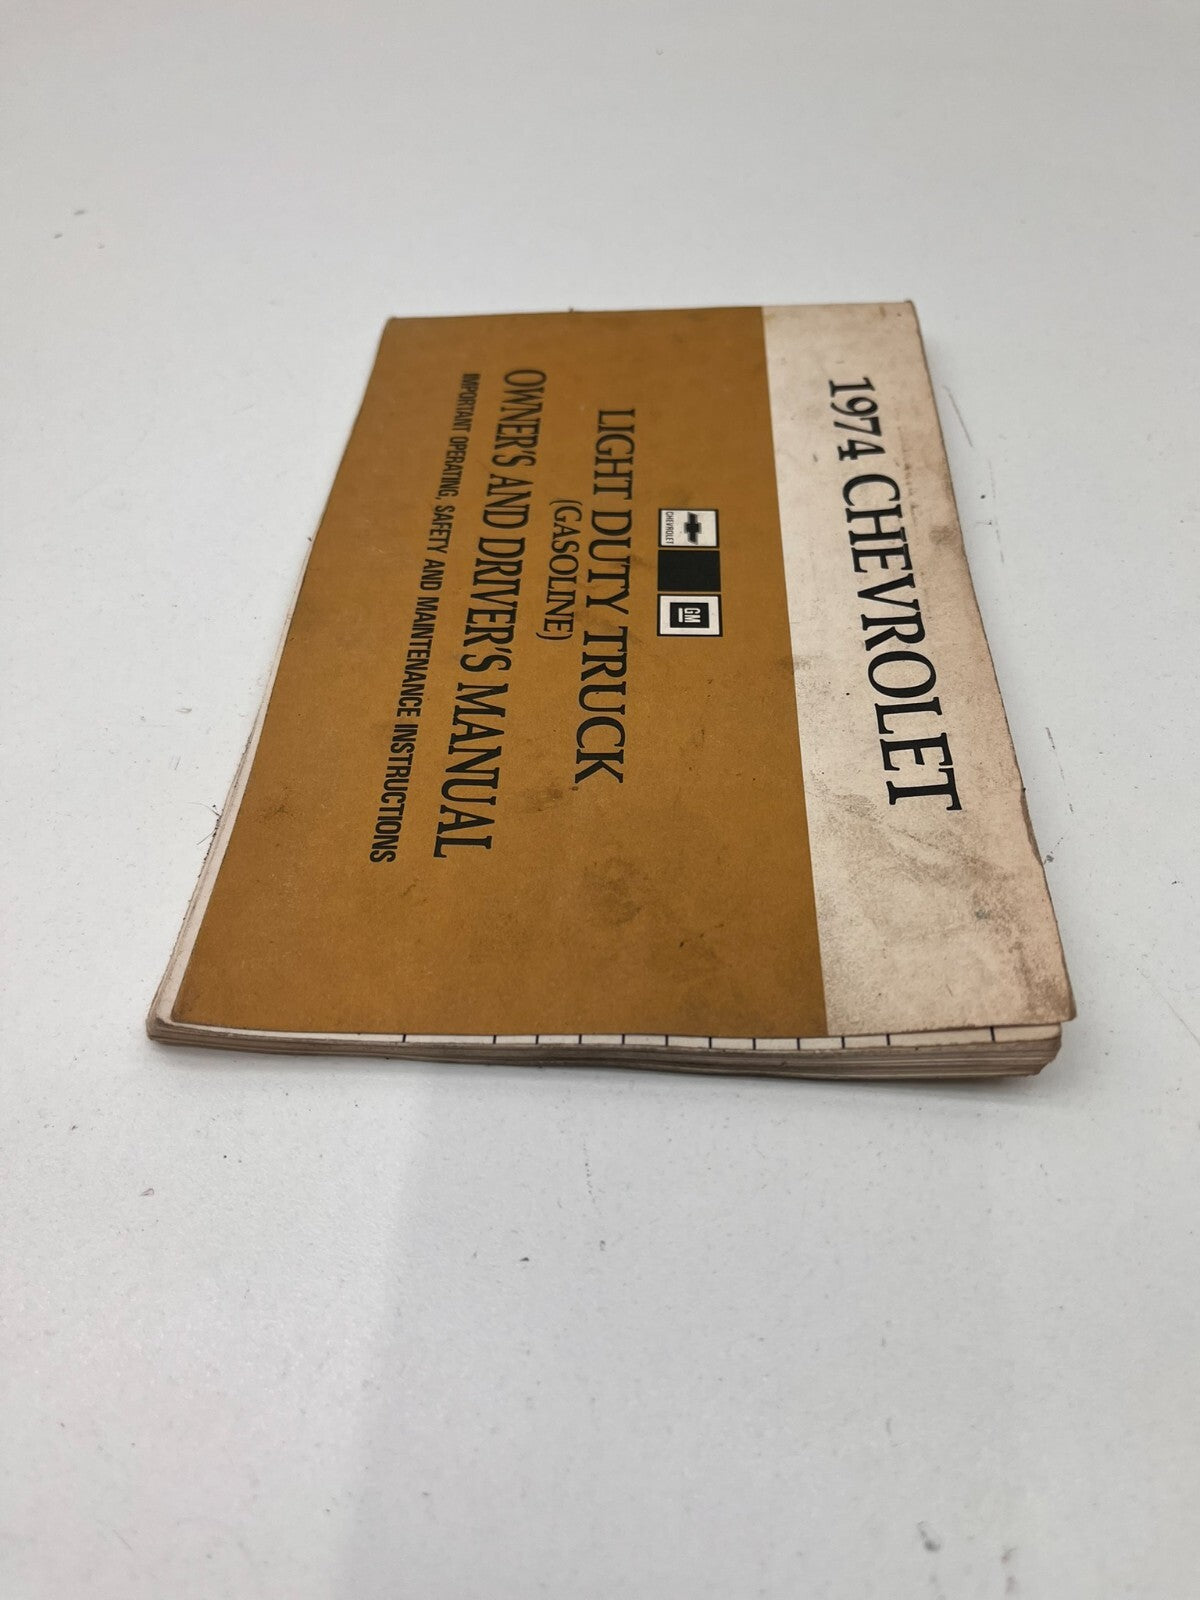 1974 CHEVROLET
CHEVROLET
GM
LIGHT DUTY TRUCK
(GASOLINE)
OWNER'S AND DRIVER'S MANUAL
IMPORTANT OPERATING, SAFETY AND MAINTENANCE INSTRUCTIONS